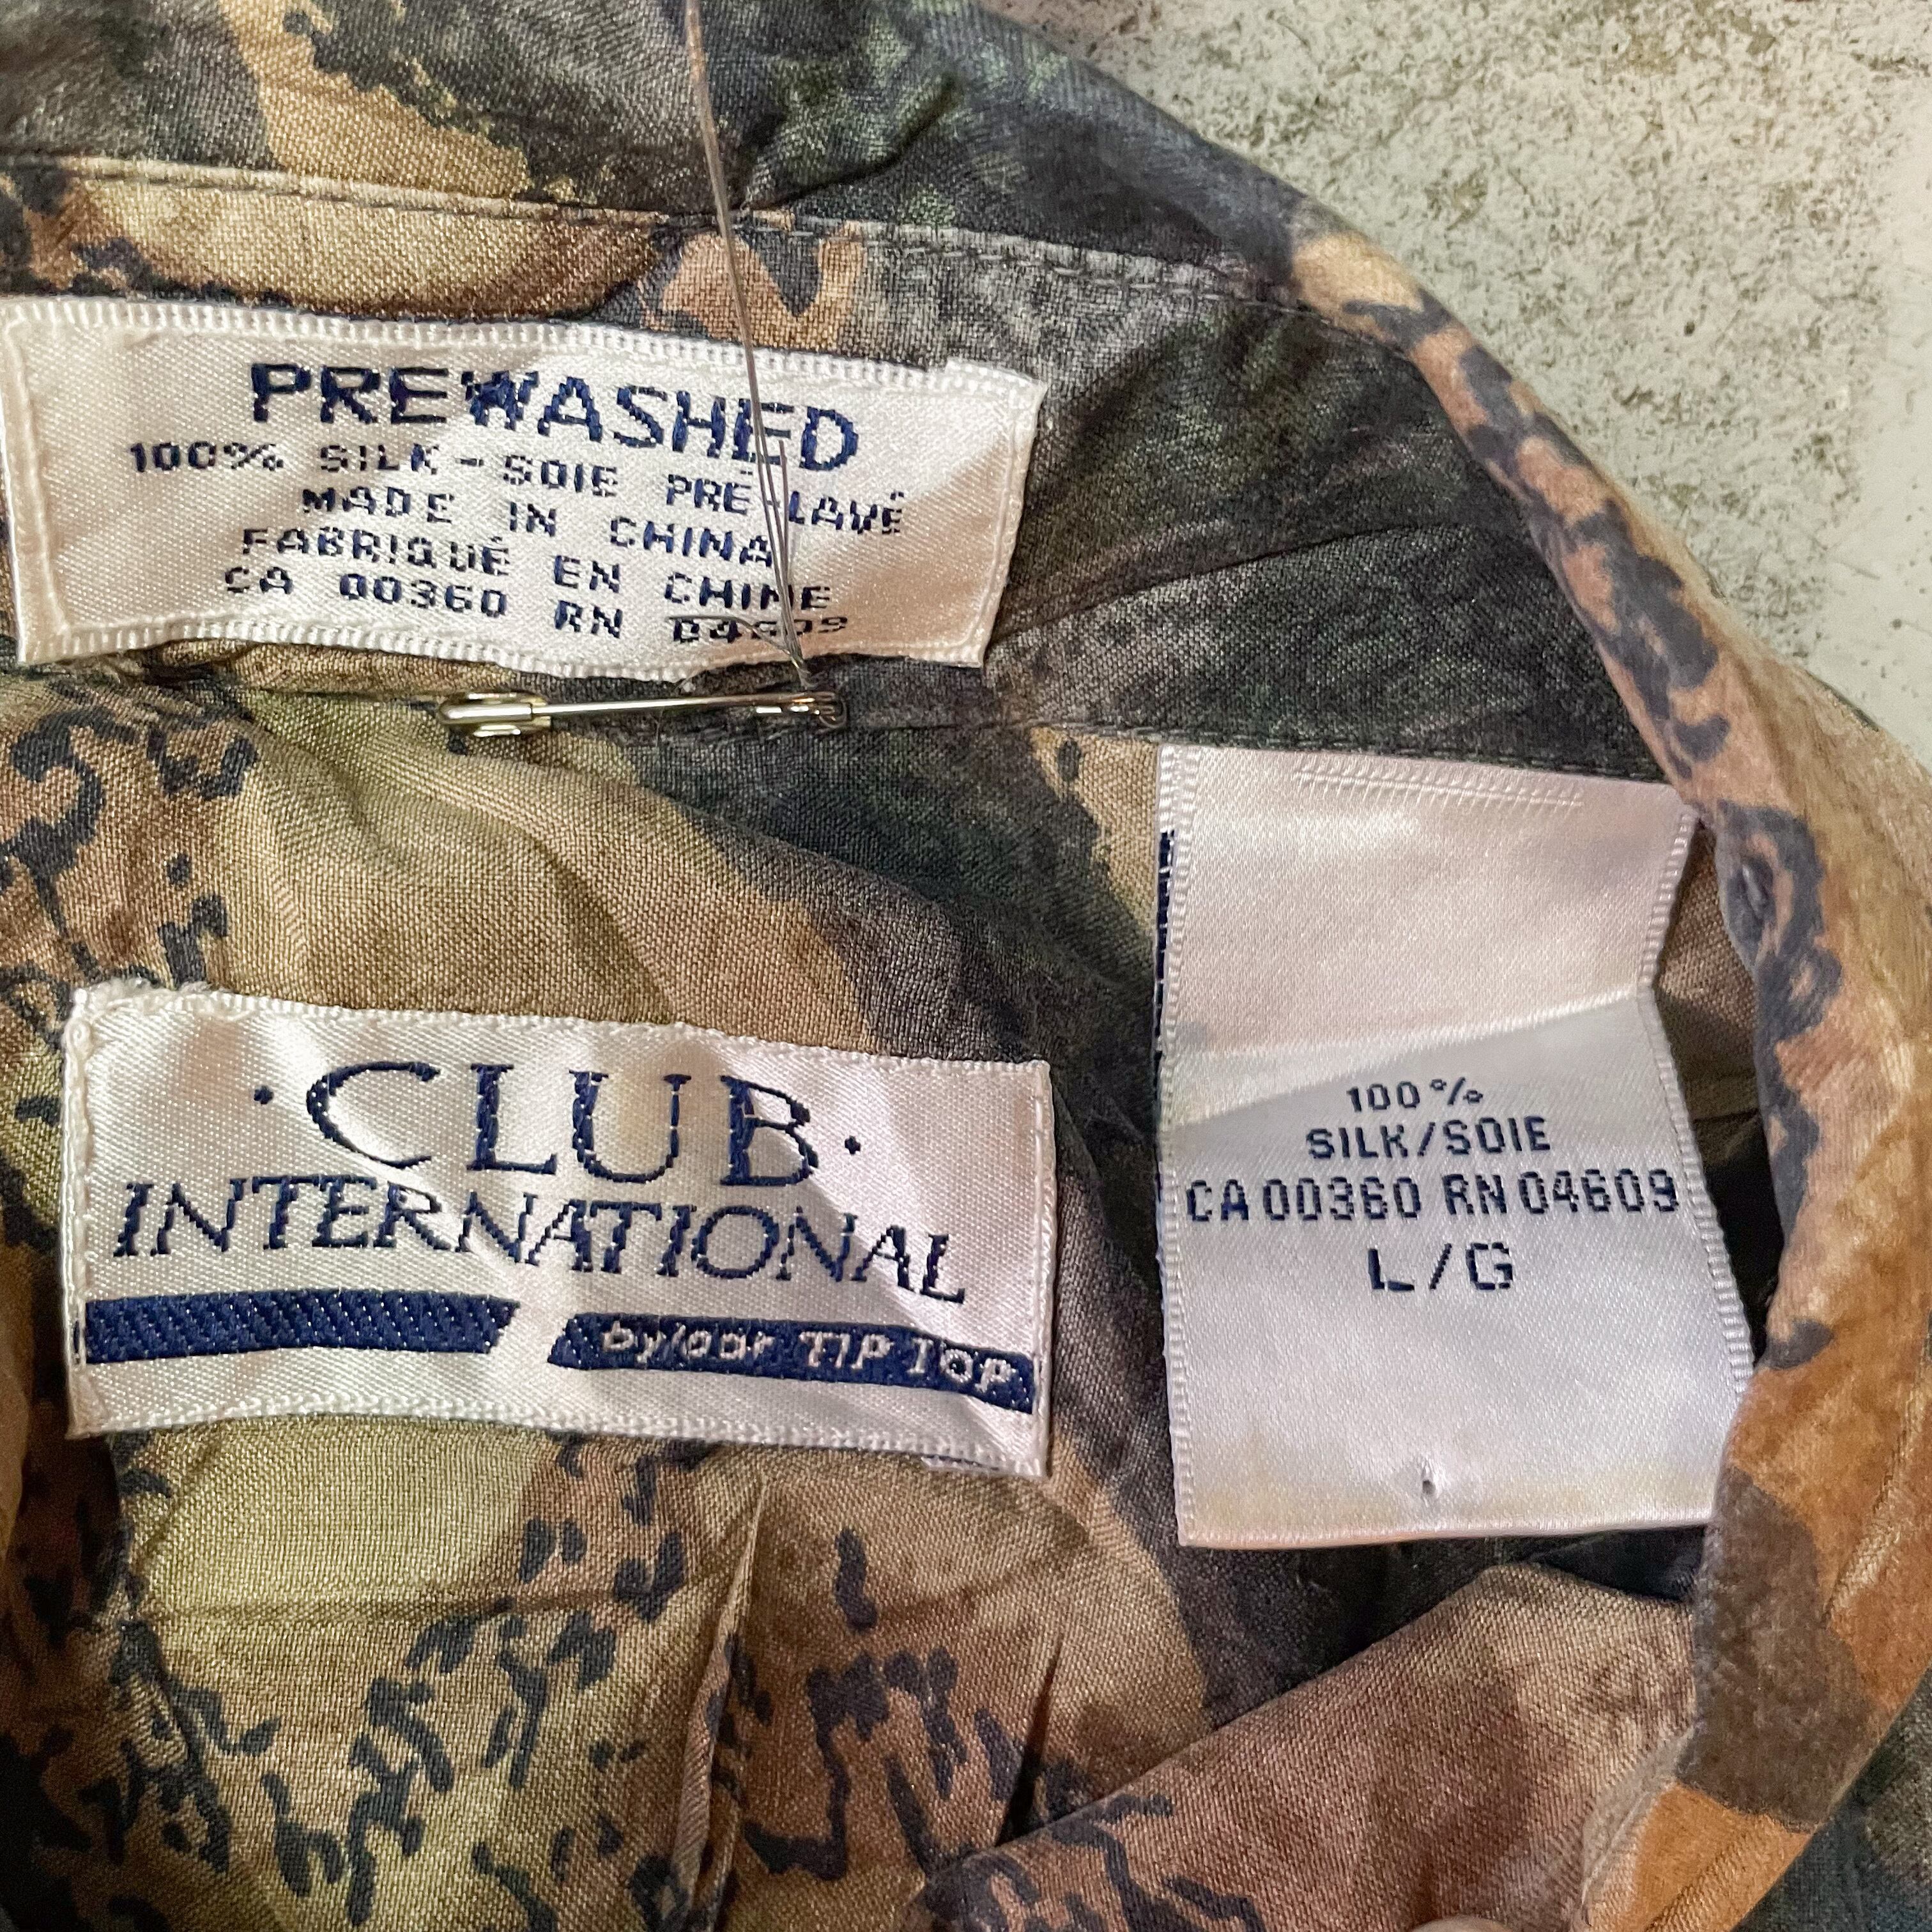 PREWASHED
100% SILK - SOIE PRÉ-LAVÉ
MADE IN CHINA
FABRIQUÉ EN CHINE
CA 00360 RN 04609
·CLUB·
INTERNATIONAL
by/par TIP TOP
100%
SILK/SOIE
CA 00360 RN 04609
L/G